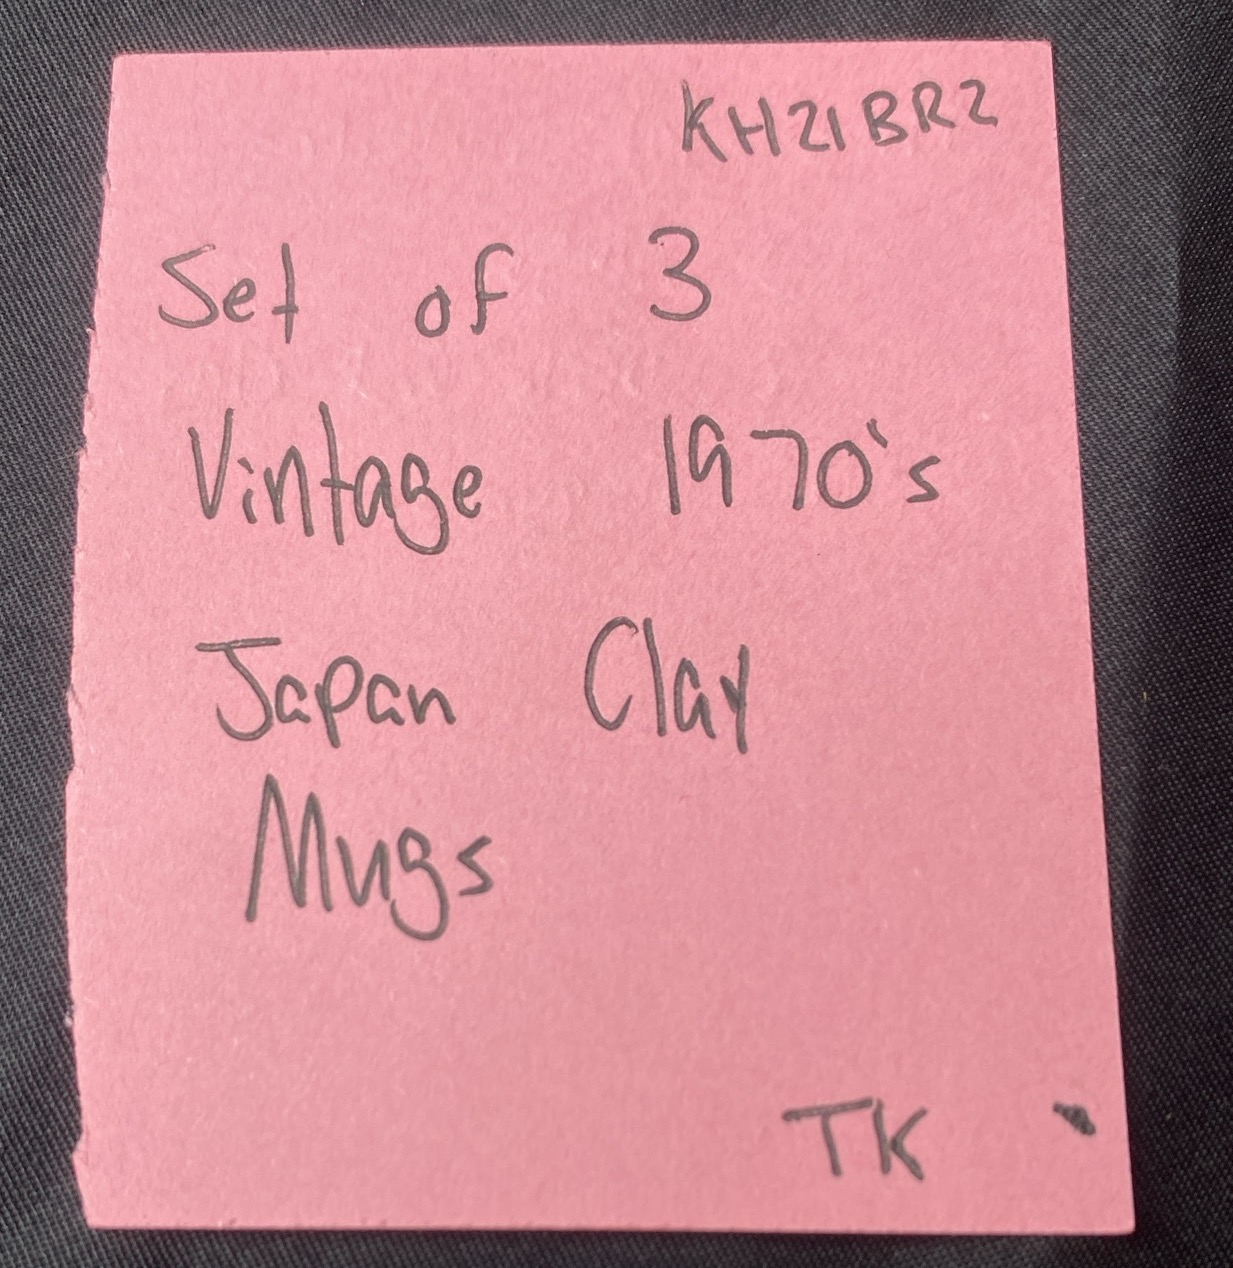 KH21BR2
Set of 3
Vintage 1970's
Japan Clay
Mugs
TK